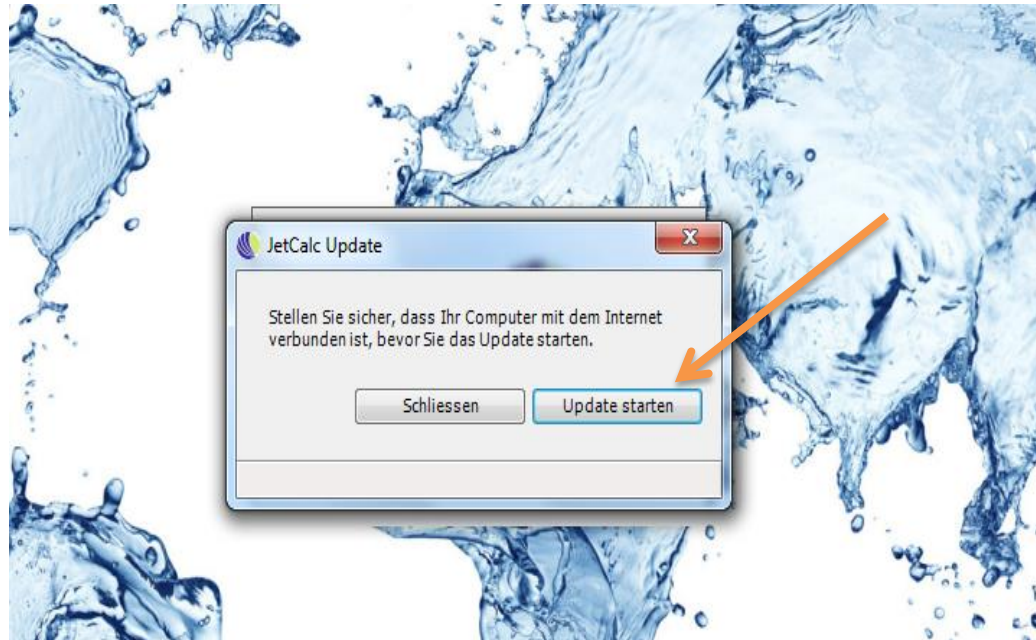 JetCalc Update
Stellen Sie sicher, dass Ihr Computer mit dem Internet
verbunden ist, bevor Sie das Update starten.
Schliessen
Update starten